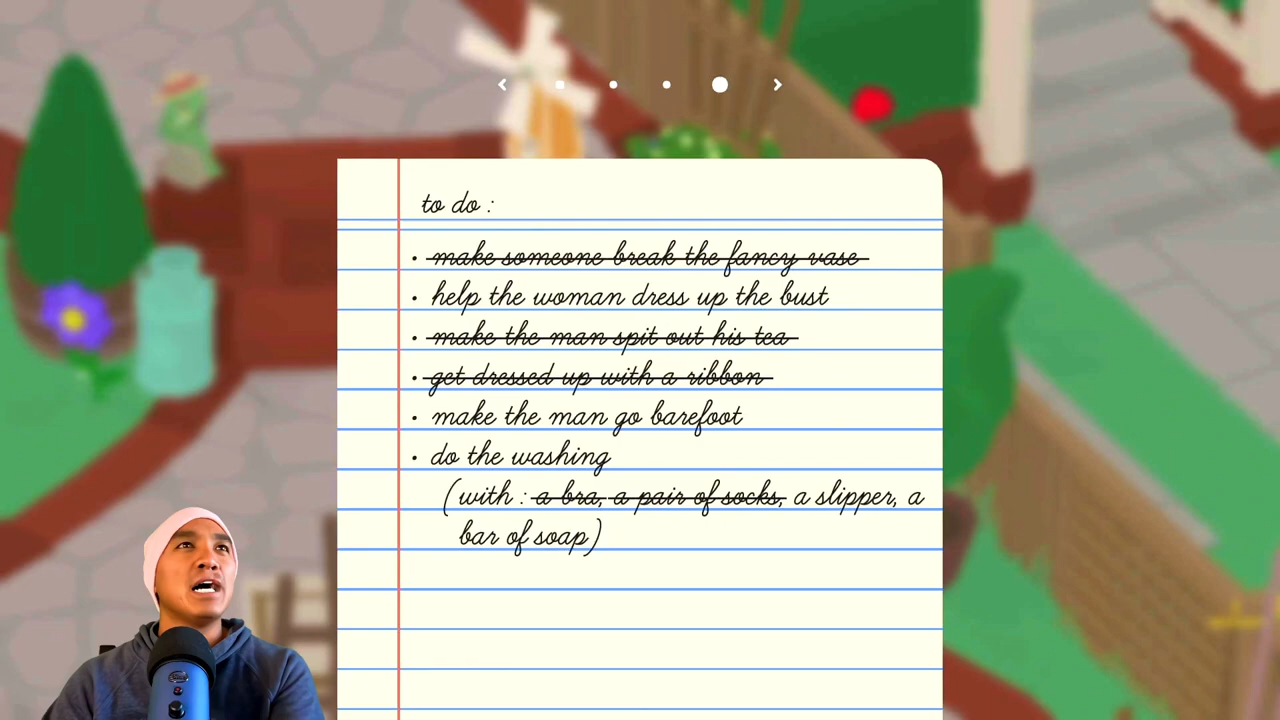 to do :
• make someone break the fancy vase
• help the woman dress up the bust
• make the man spit out his tea
• get dressed up with a ribbon
• make the man go barefoot
• do the washing
(with : a bra, a pair of socks, a slipper, a
bar of soap)